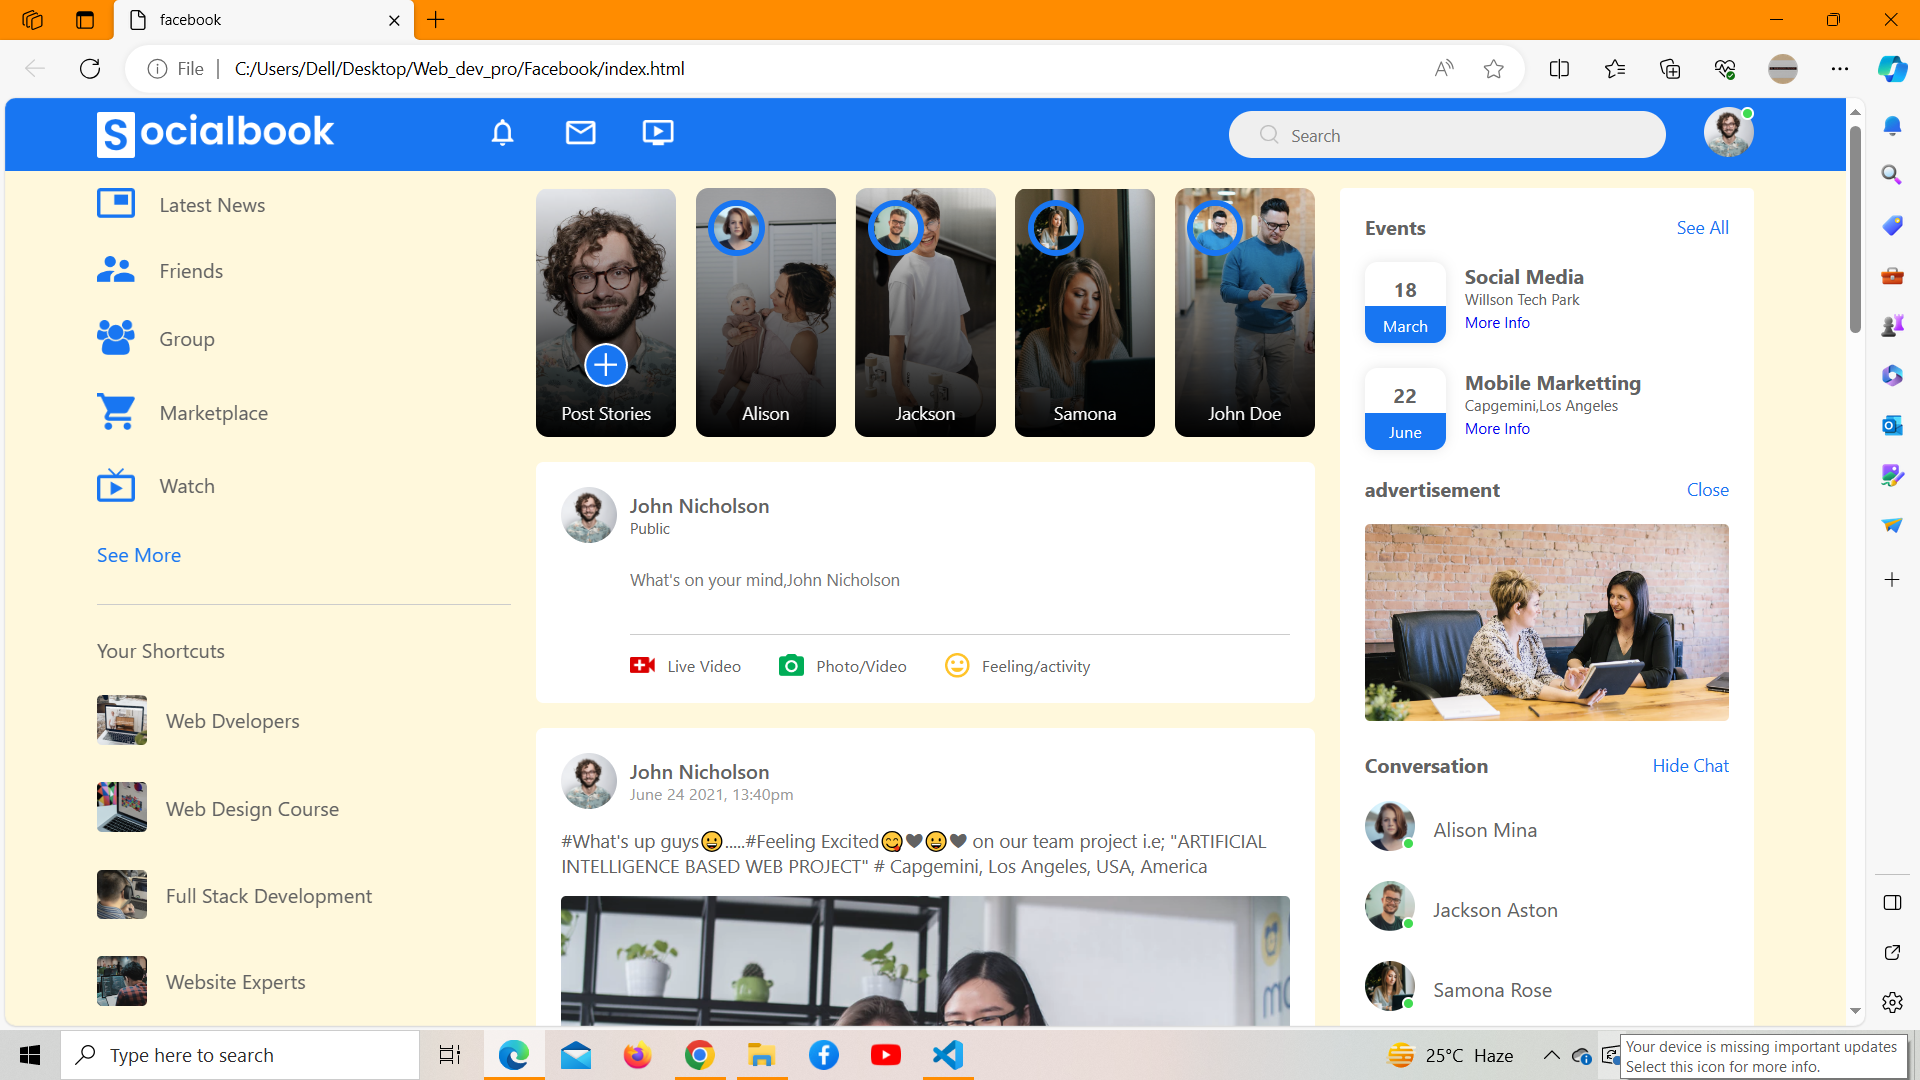 facebook
File
C:/Users/Dell/Desktop/Web_dev_pro/Facebook/index.html
Socialbook
Search
Latest News
Friends
Group
Marketplace
Watch
See More
Your Shortcuts
Web Dvelopers
Web Design Course
Full Stack Development
Website Experts
Post Stories
Alison
Jackson
Samona
John Doe
John Nicholson
Public
What's on your mind,John Nicholson
Live Video
Photo/Video
Feeling/activity
John Nicholson
June 24 2021, 13:40pm
#What's up guys😀.....#Feeling Excited😋🖤😀🖤 on our team project i.e; "ARTIFICIAL
INTELLIGENCE BASED WEB PROJECT" # Capgemini, Los Angeles, USA, America
Events
See All
18
March
Social Media
Willson Tech Park
More Info
22
June
Mobile Marketting
Capgemini,Los Angeles
More Info
advertisement
Close
Conversation
Hide Chat
Alison Mina
Jackson Aston
Samona Rose
Type here to search
25°C Haze
Your device is missing important updates
Select this icon for more info.